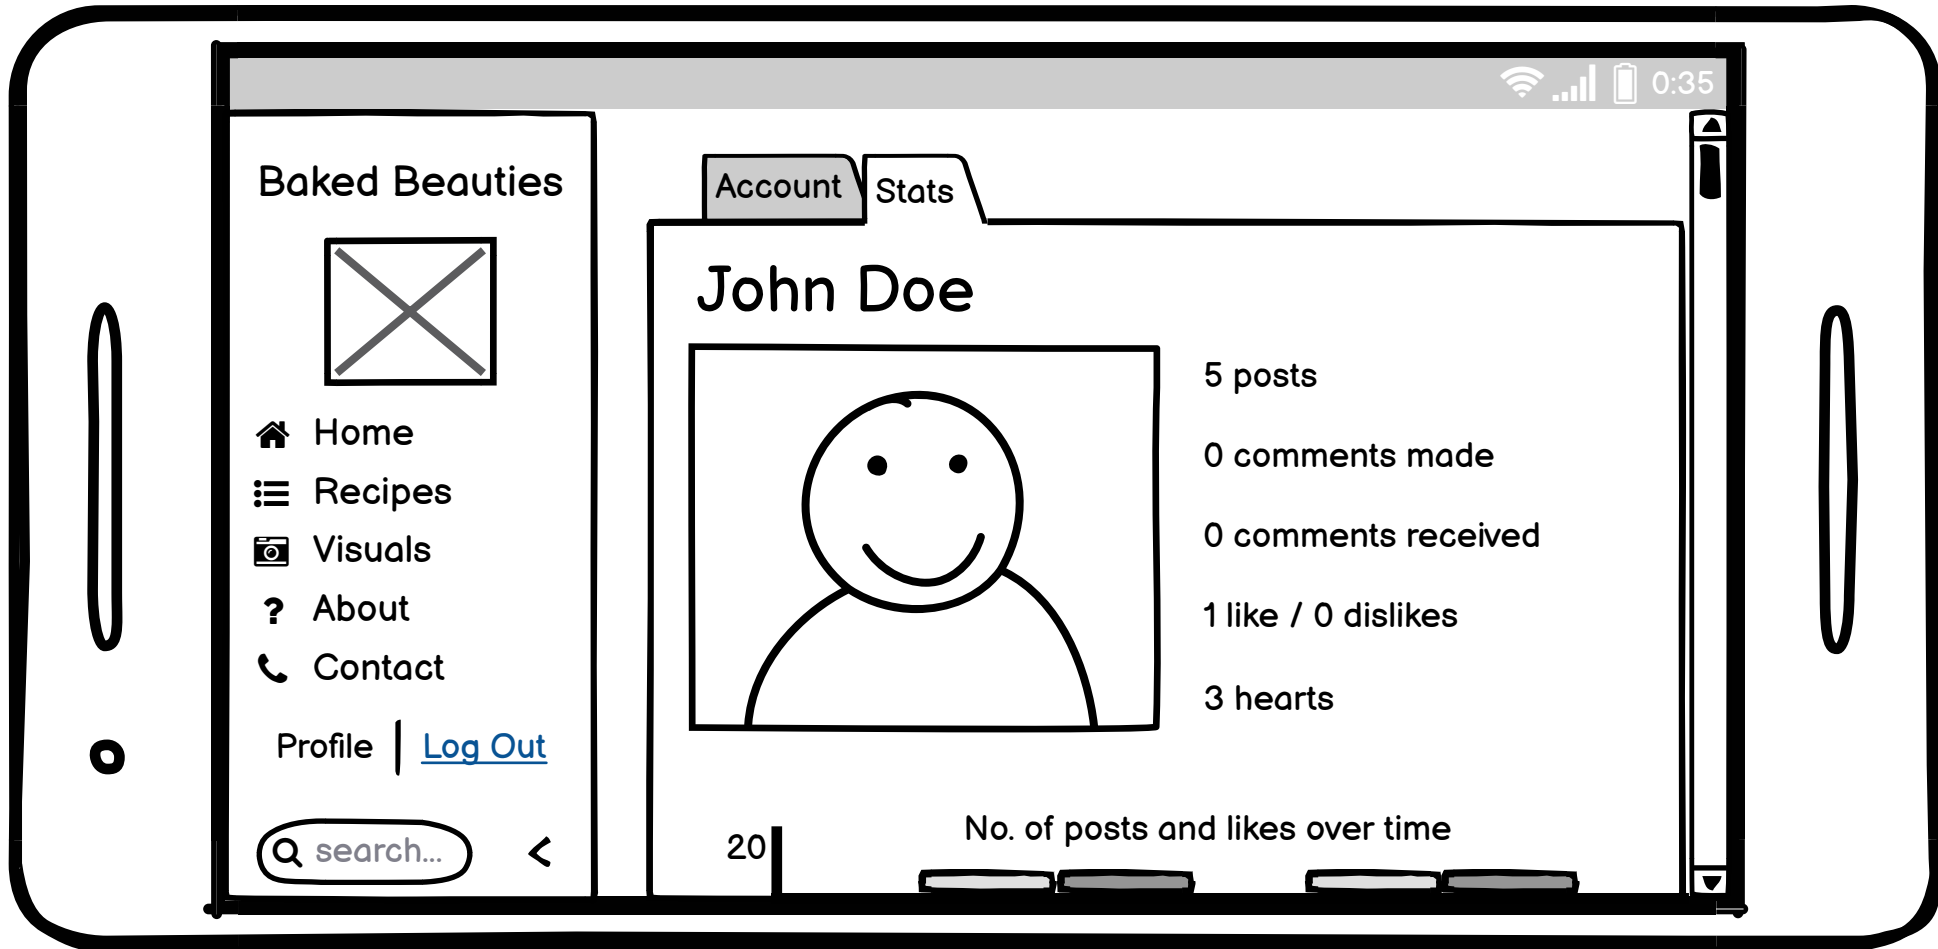 0:35
Baked Beauties
Home
Recipes
Visuals
About
Contact
Profile
Log Out
search...
<
Account
Stats
John Doe
5 posts
0 comments made
0 comments received
1 like / 0 dislikes
3 hearts
No. of posts and likes over time
20